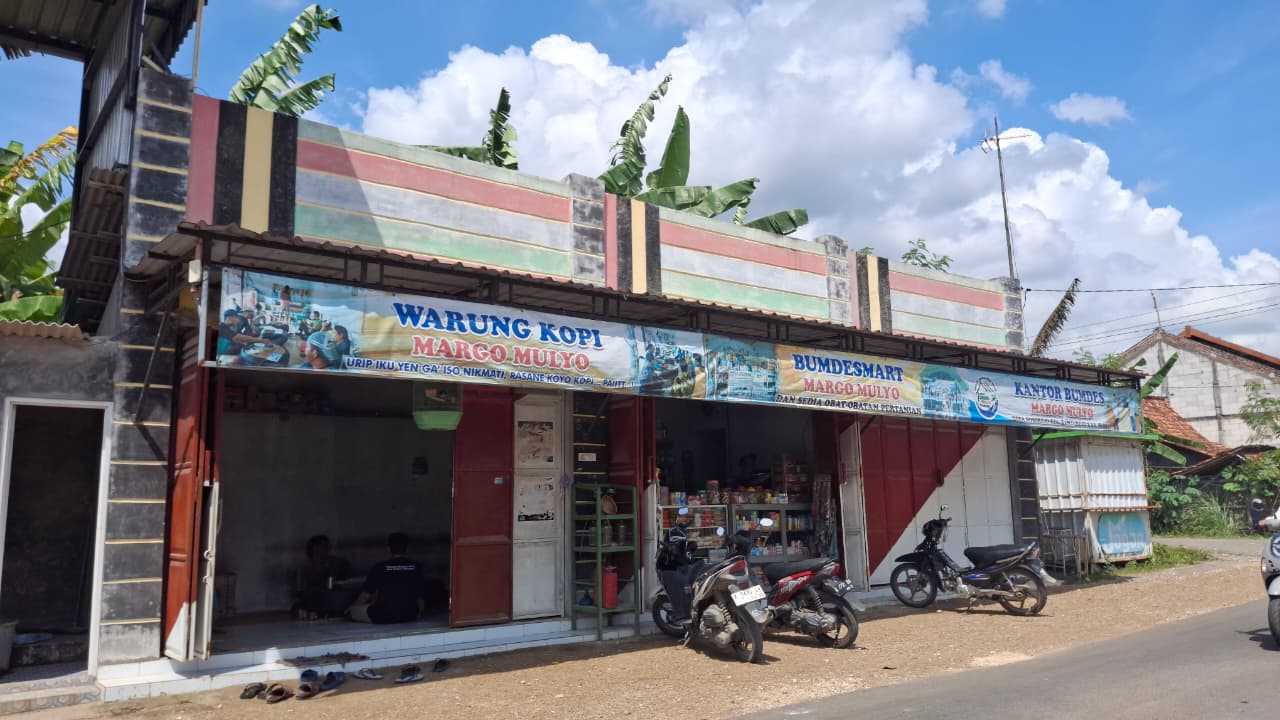 WARUNG KOPI
MARGO MULYO
URIP IKU YEN GA' ISO NIKMATI, RASANE KOYO KOPI... PAIT!!
BUMDESMART
MARGO MULYO
DAN SEDIA OBAT-OBATAN PERTANIAN
KANTOR BUMDES
MARGO MULYO